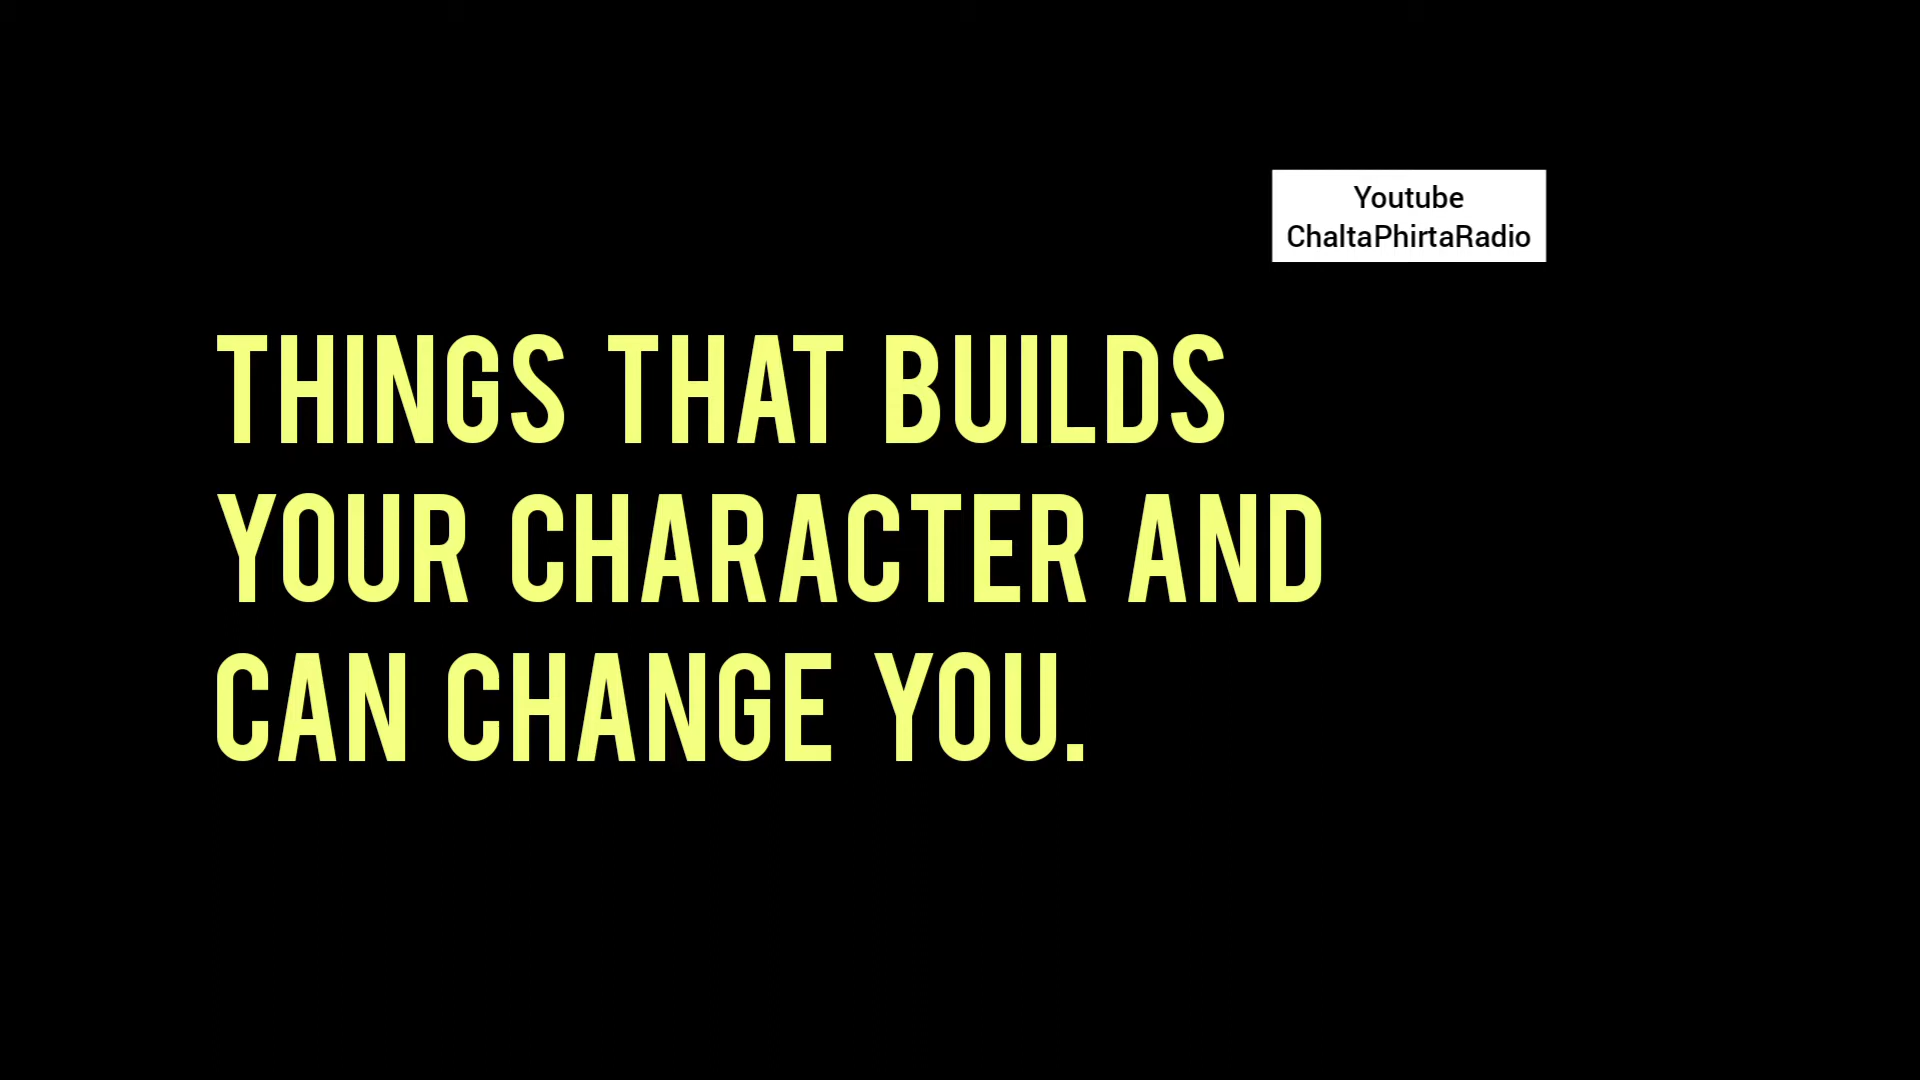 Youtube
ChaltaPhirtaRadio
THINGS THAT BUILDS
YOUR CHARACTER AND
CAN CHANGE YOU.